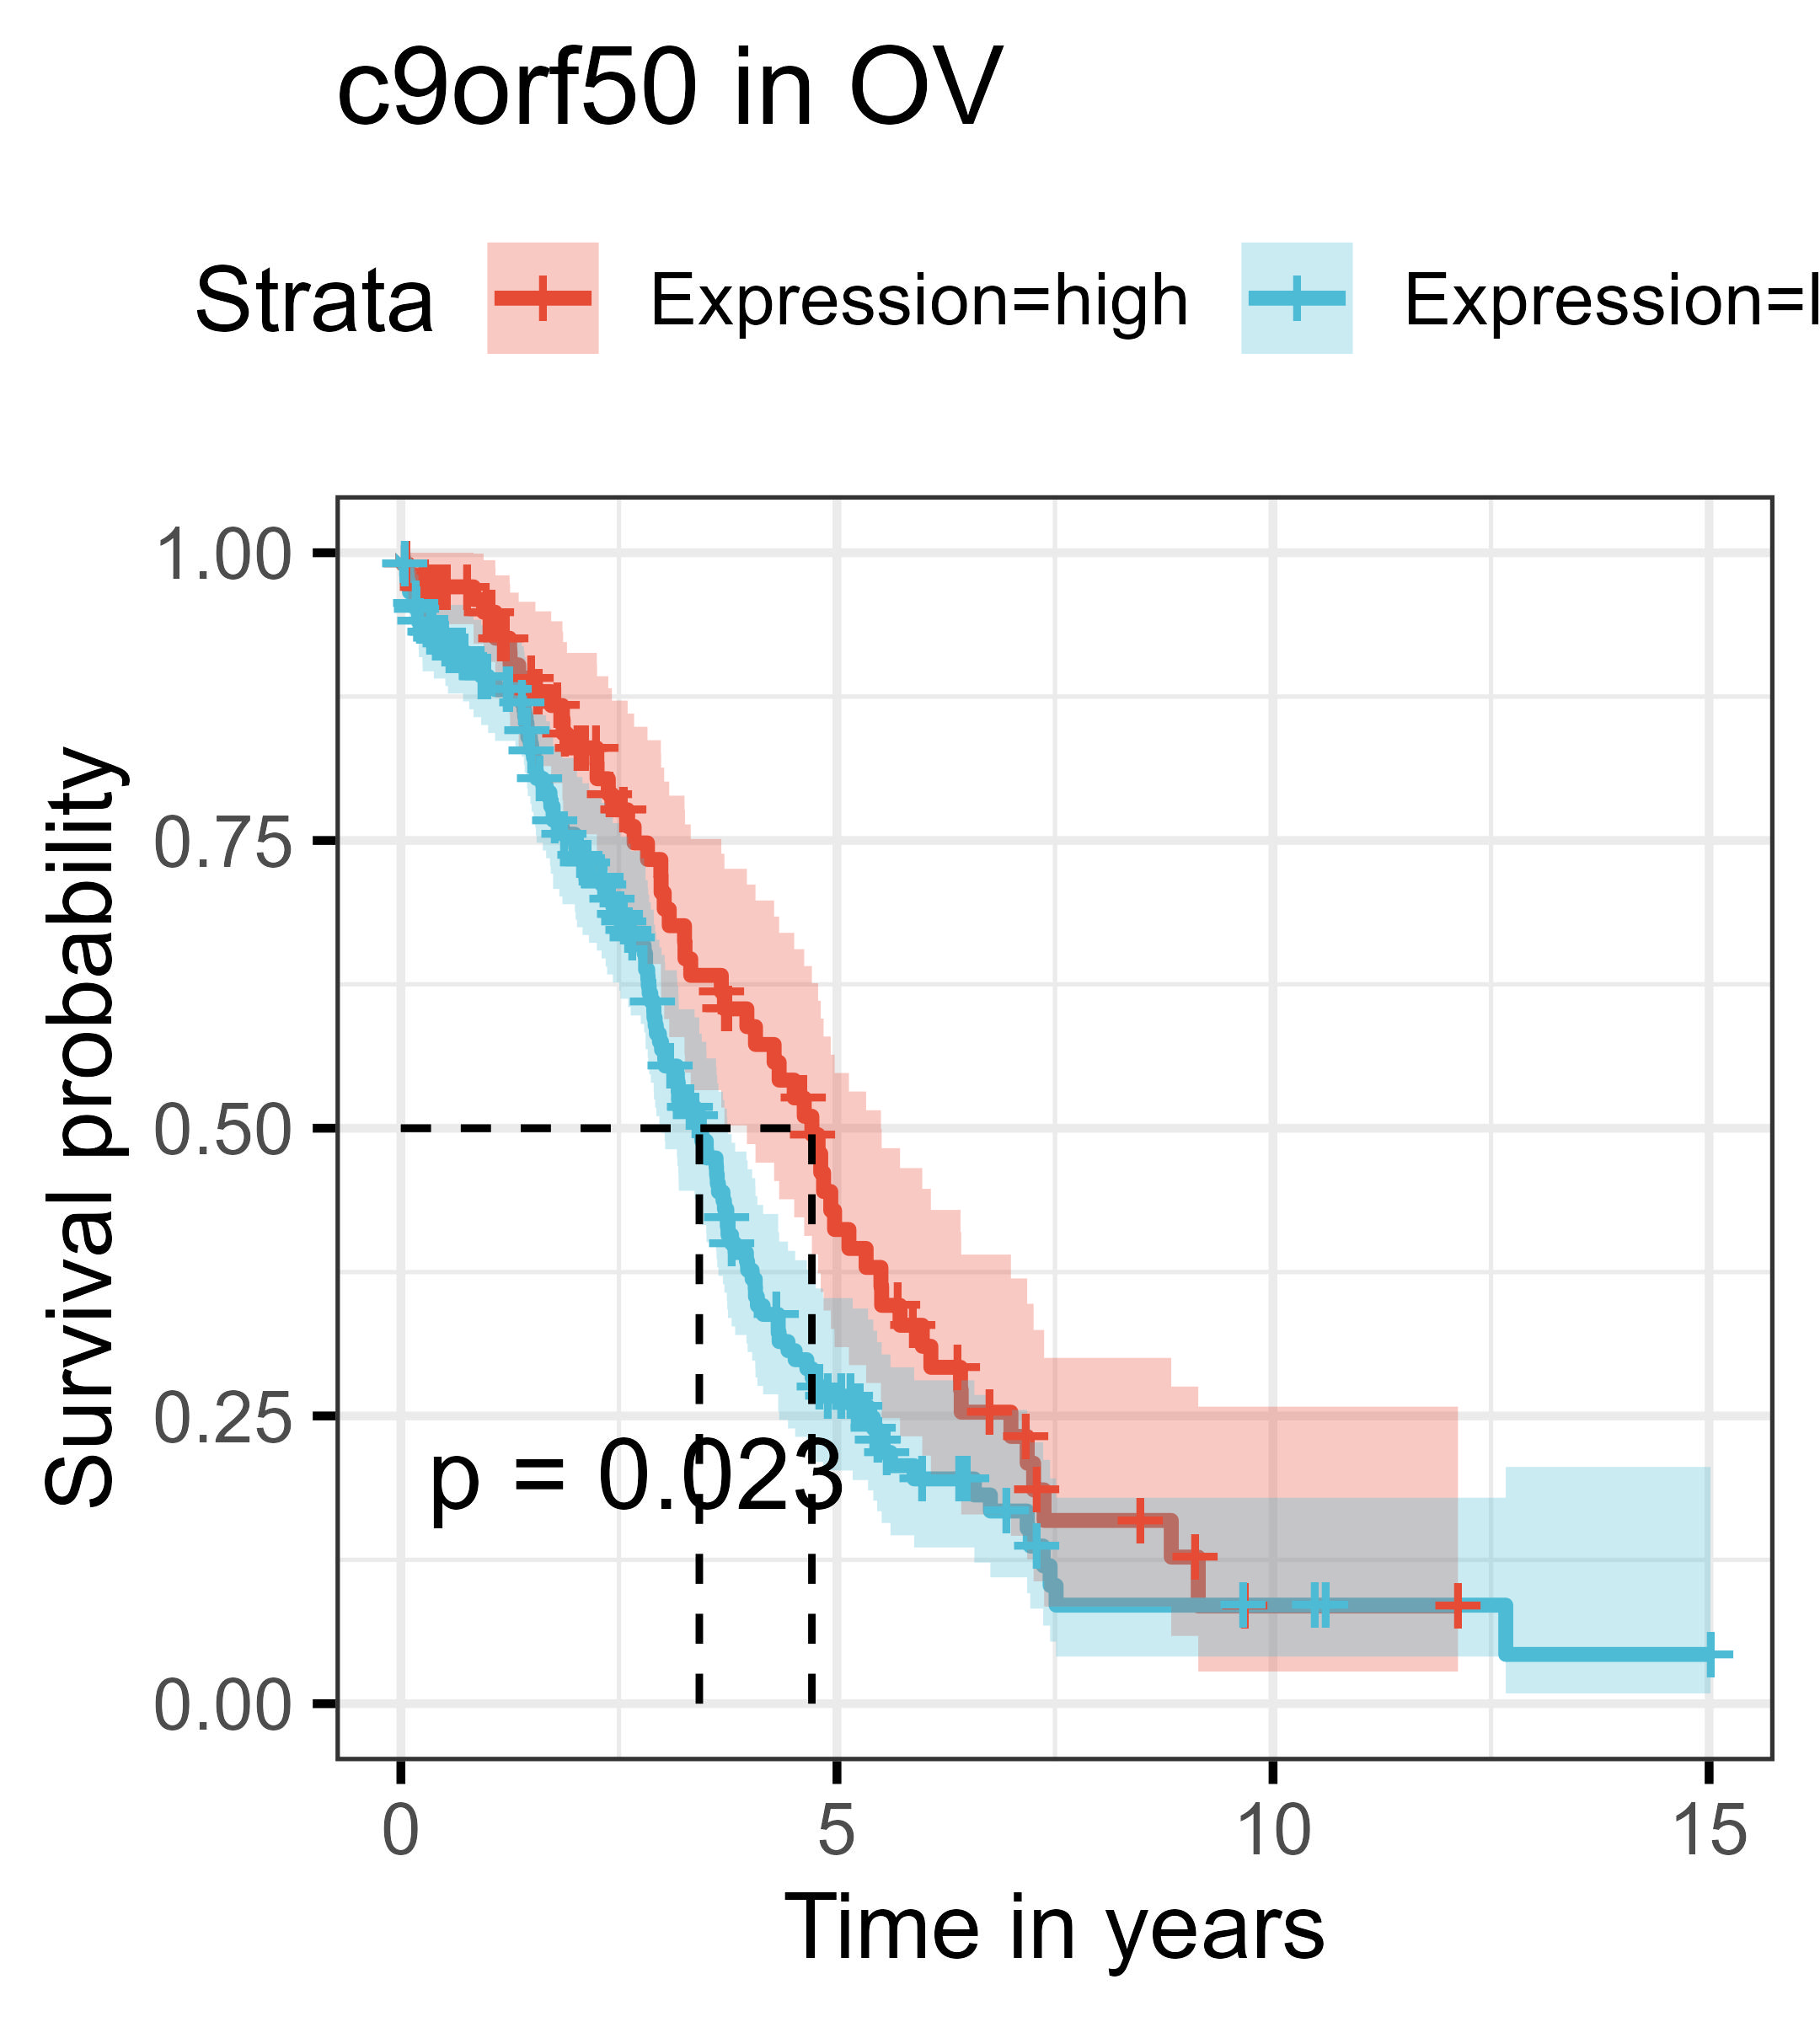 c9orf50 in OV
Strata Expression=high Expression=l
1.00
0.75
0.50
0.25
0.00
Survival probability
p = 0.023
0 5 10 15
Time in years